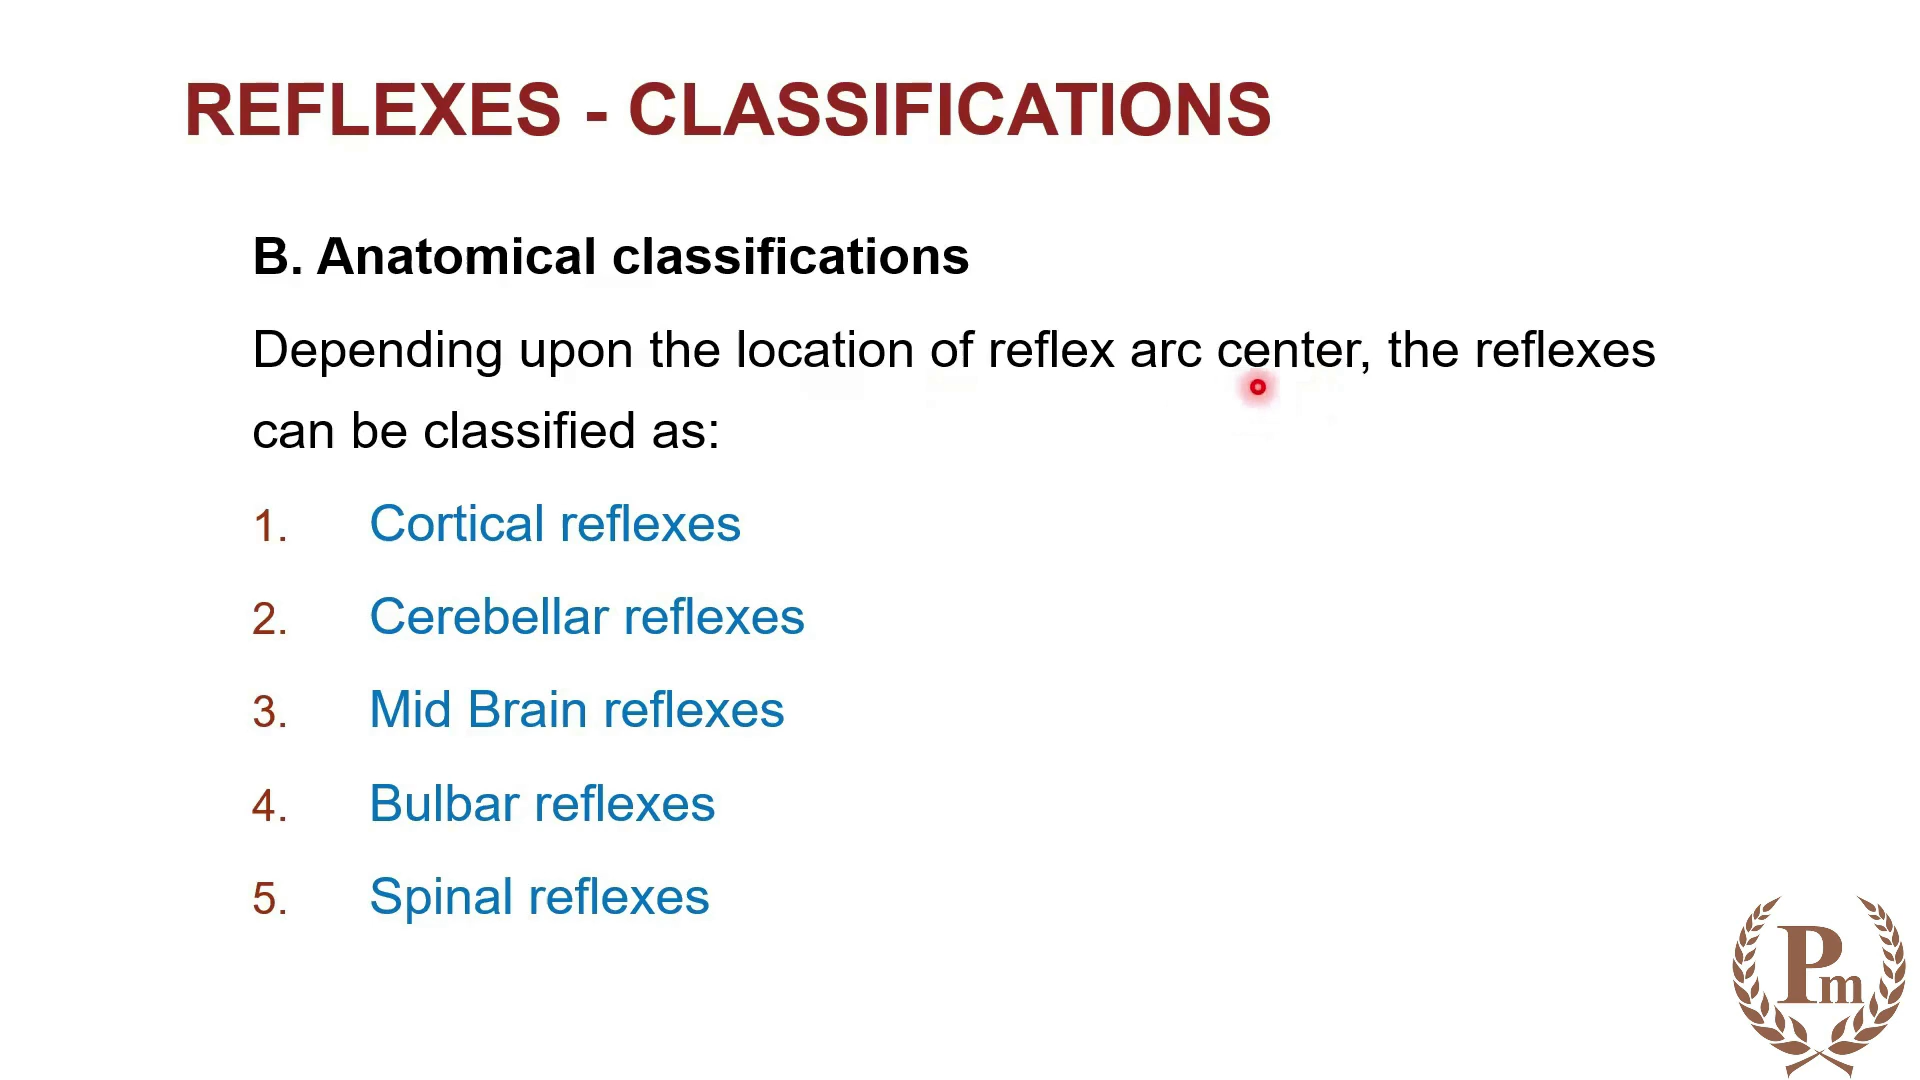 REFLEXES - CLASSIFICATIONS
B. Anatomical classifications
Depending upon the location of reflex arc center, the reflexes
can be classified as:
1. Cortical reflexes
2. Cerebellar reflexes
3. Mid Brain reflexes
4. Bulbar reflexes
5. Spinal reflexes
Pm